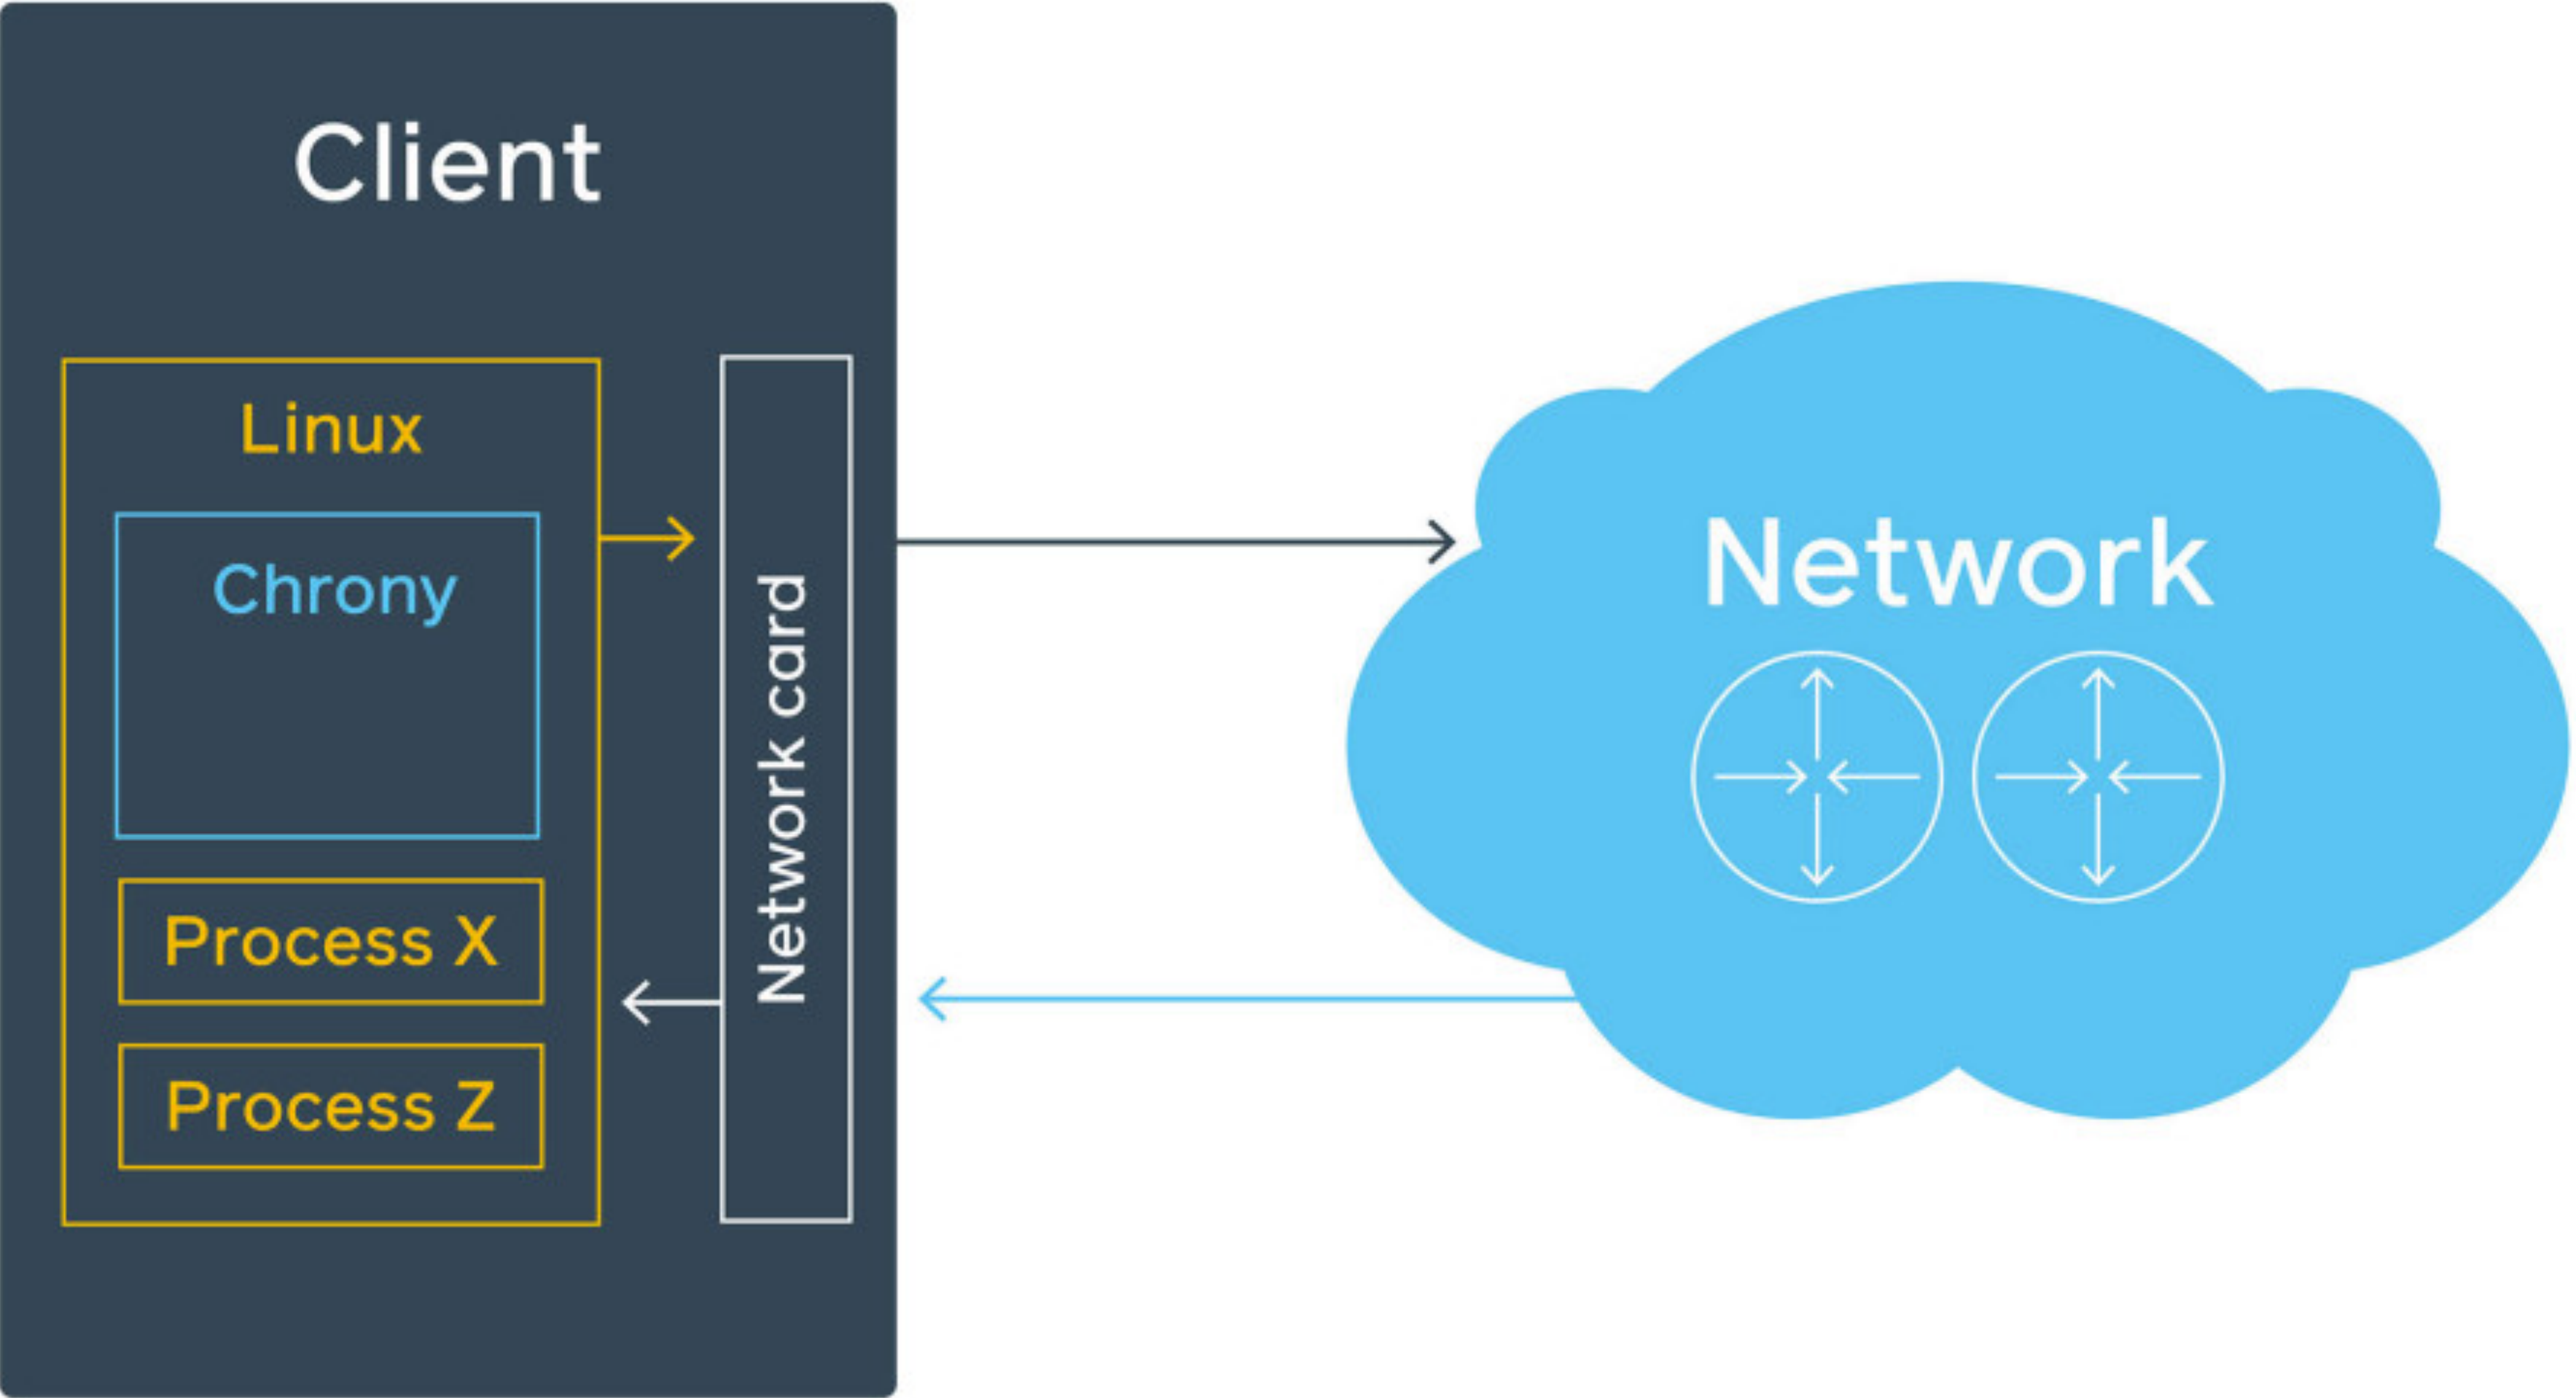 Client
Linux
Chrony
Process X
Process Z
Network card
Network